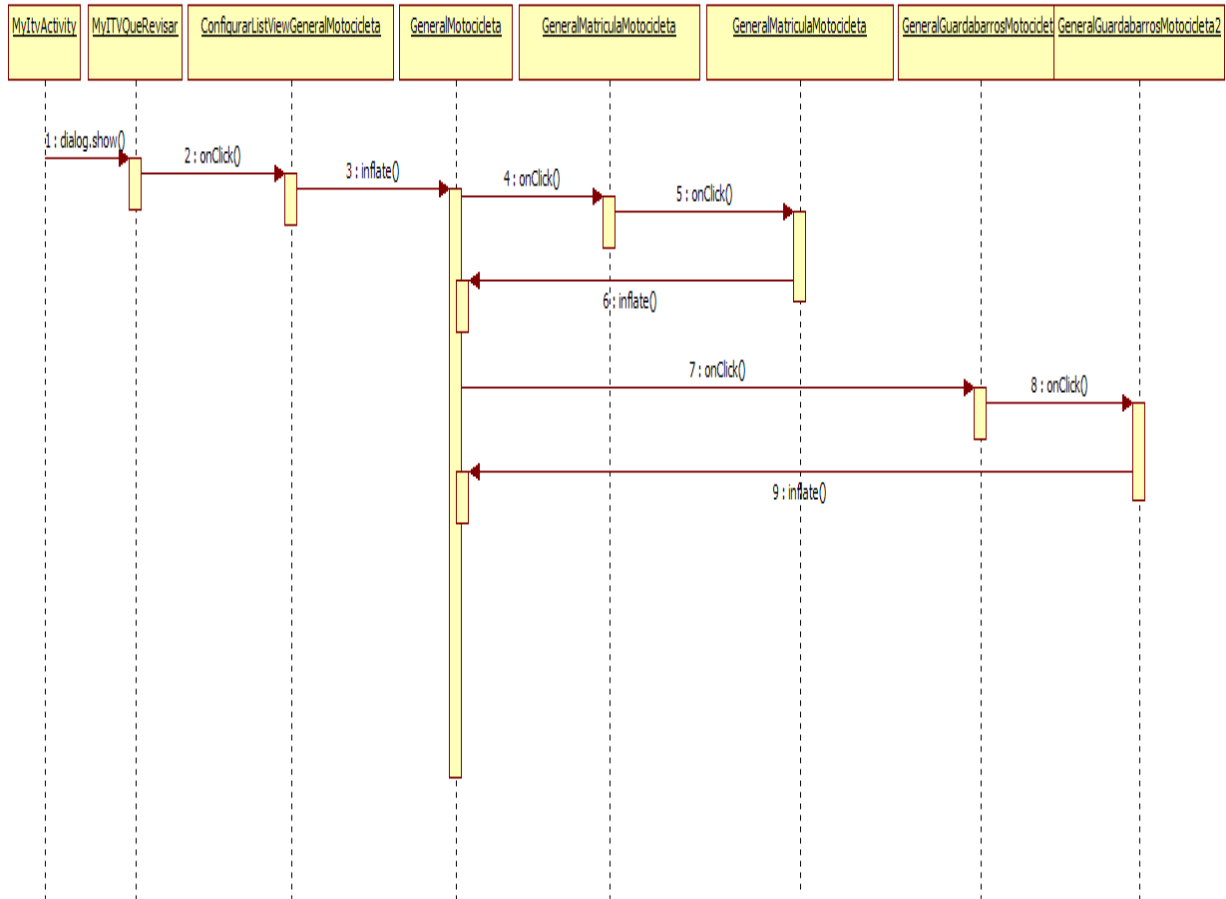 MyItvActivity
MyITVQueRevisar
ConfigurarListViewGeneralMotocicleta
GeneralMotocicleta
GeneralMatriculaMotocicleta
GeneralMatriculaMotocicleta
GeneralGuardabarrosMotociclet
GeneralGuardabarrosMotocicleta2
1 : dialog.show()
2 : onClick()
3 : inflate()
4 : onClick()
5 : onClick()
6 : inflate()
7 : onClick()
8 : onClick()
9 : inflate()